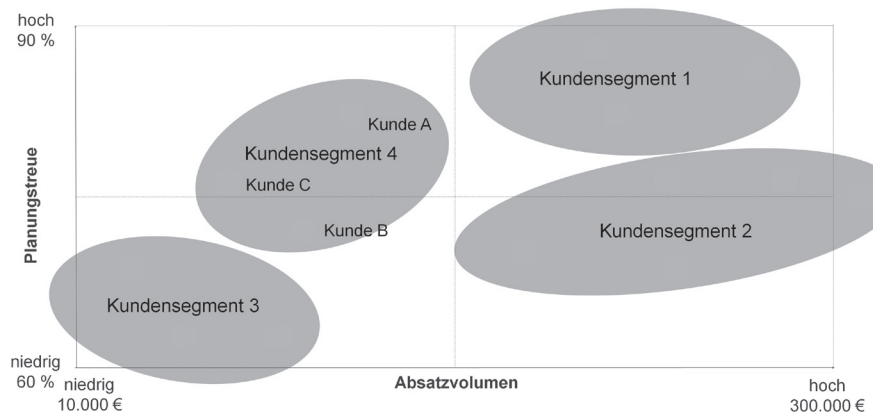 hoch
90 %
Kundensegment 1
Kunde A
Kundensegment 4
Kunde C
Planungstreue
Kunde B
Kundensegment 2
Kundensegment 3
niedrig
60 %
niedrig
10.000 €
Absatzvolumen
hoch
300.000 €